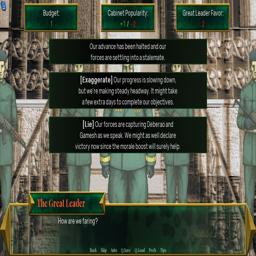 Budget:
Cabinet Popularity:
Great Leader Favor:
Our advance has been halted and our
forces are settling into a stalemate.
[Exaggerate] Our progress is slowing down,
but we're making steady headway. It might take
a few extra days to complete our objectives.
[Lie] Our forces are capturing Deberao and
Gamesh as we speak. We might as well declare
victory now since the morale boost will surely help.
The Great Leader
How are we faring?
Back Skip Auto Q.Save Q.Load Prefs Tips